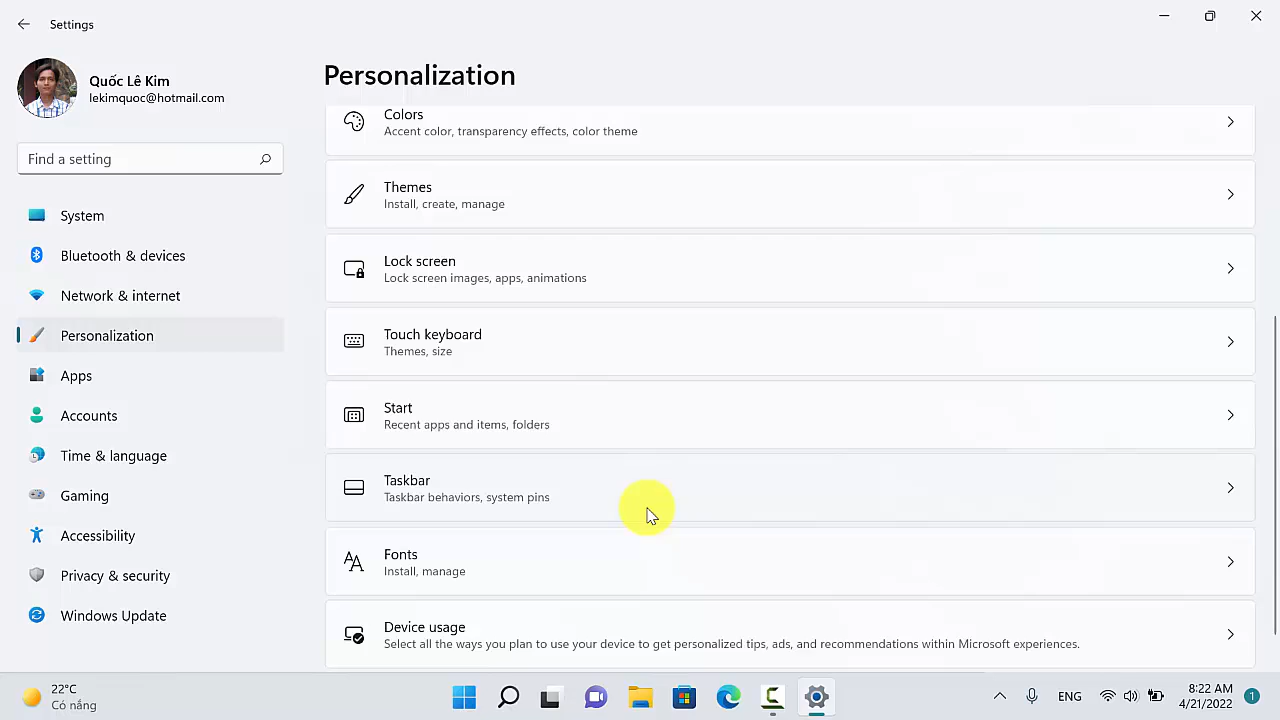 Settings
Quốc Lê Kim
lekimquoc@hotmail.com
Find a setting
System
Bluetooth & devices
Network & internet
Personalization
Apps
Accounts
Time & language
Gaming
Accessibility
Privacy & security
Windows Update
Personalization
Colors
Accent color, transparency effects, color theme
Themes
Install, create, manage
Lock screen
Lock screen images, apps, animations
Touch keyboard
Themes, size
Start
Recent apps and items, folders
Taskbar
Taskbar behaviors, system pins
Fonts
Install, manage
Device usage
Select all the ways you plan to use your device to get personalized tips, ads, and recommendations within Microsoft experiences.
22°C
Có nắng
ENG
8:22 AM
4/21/2022
1